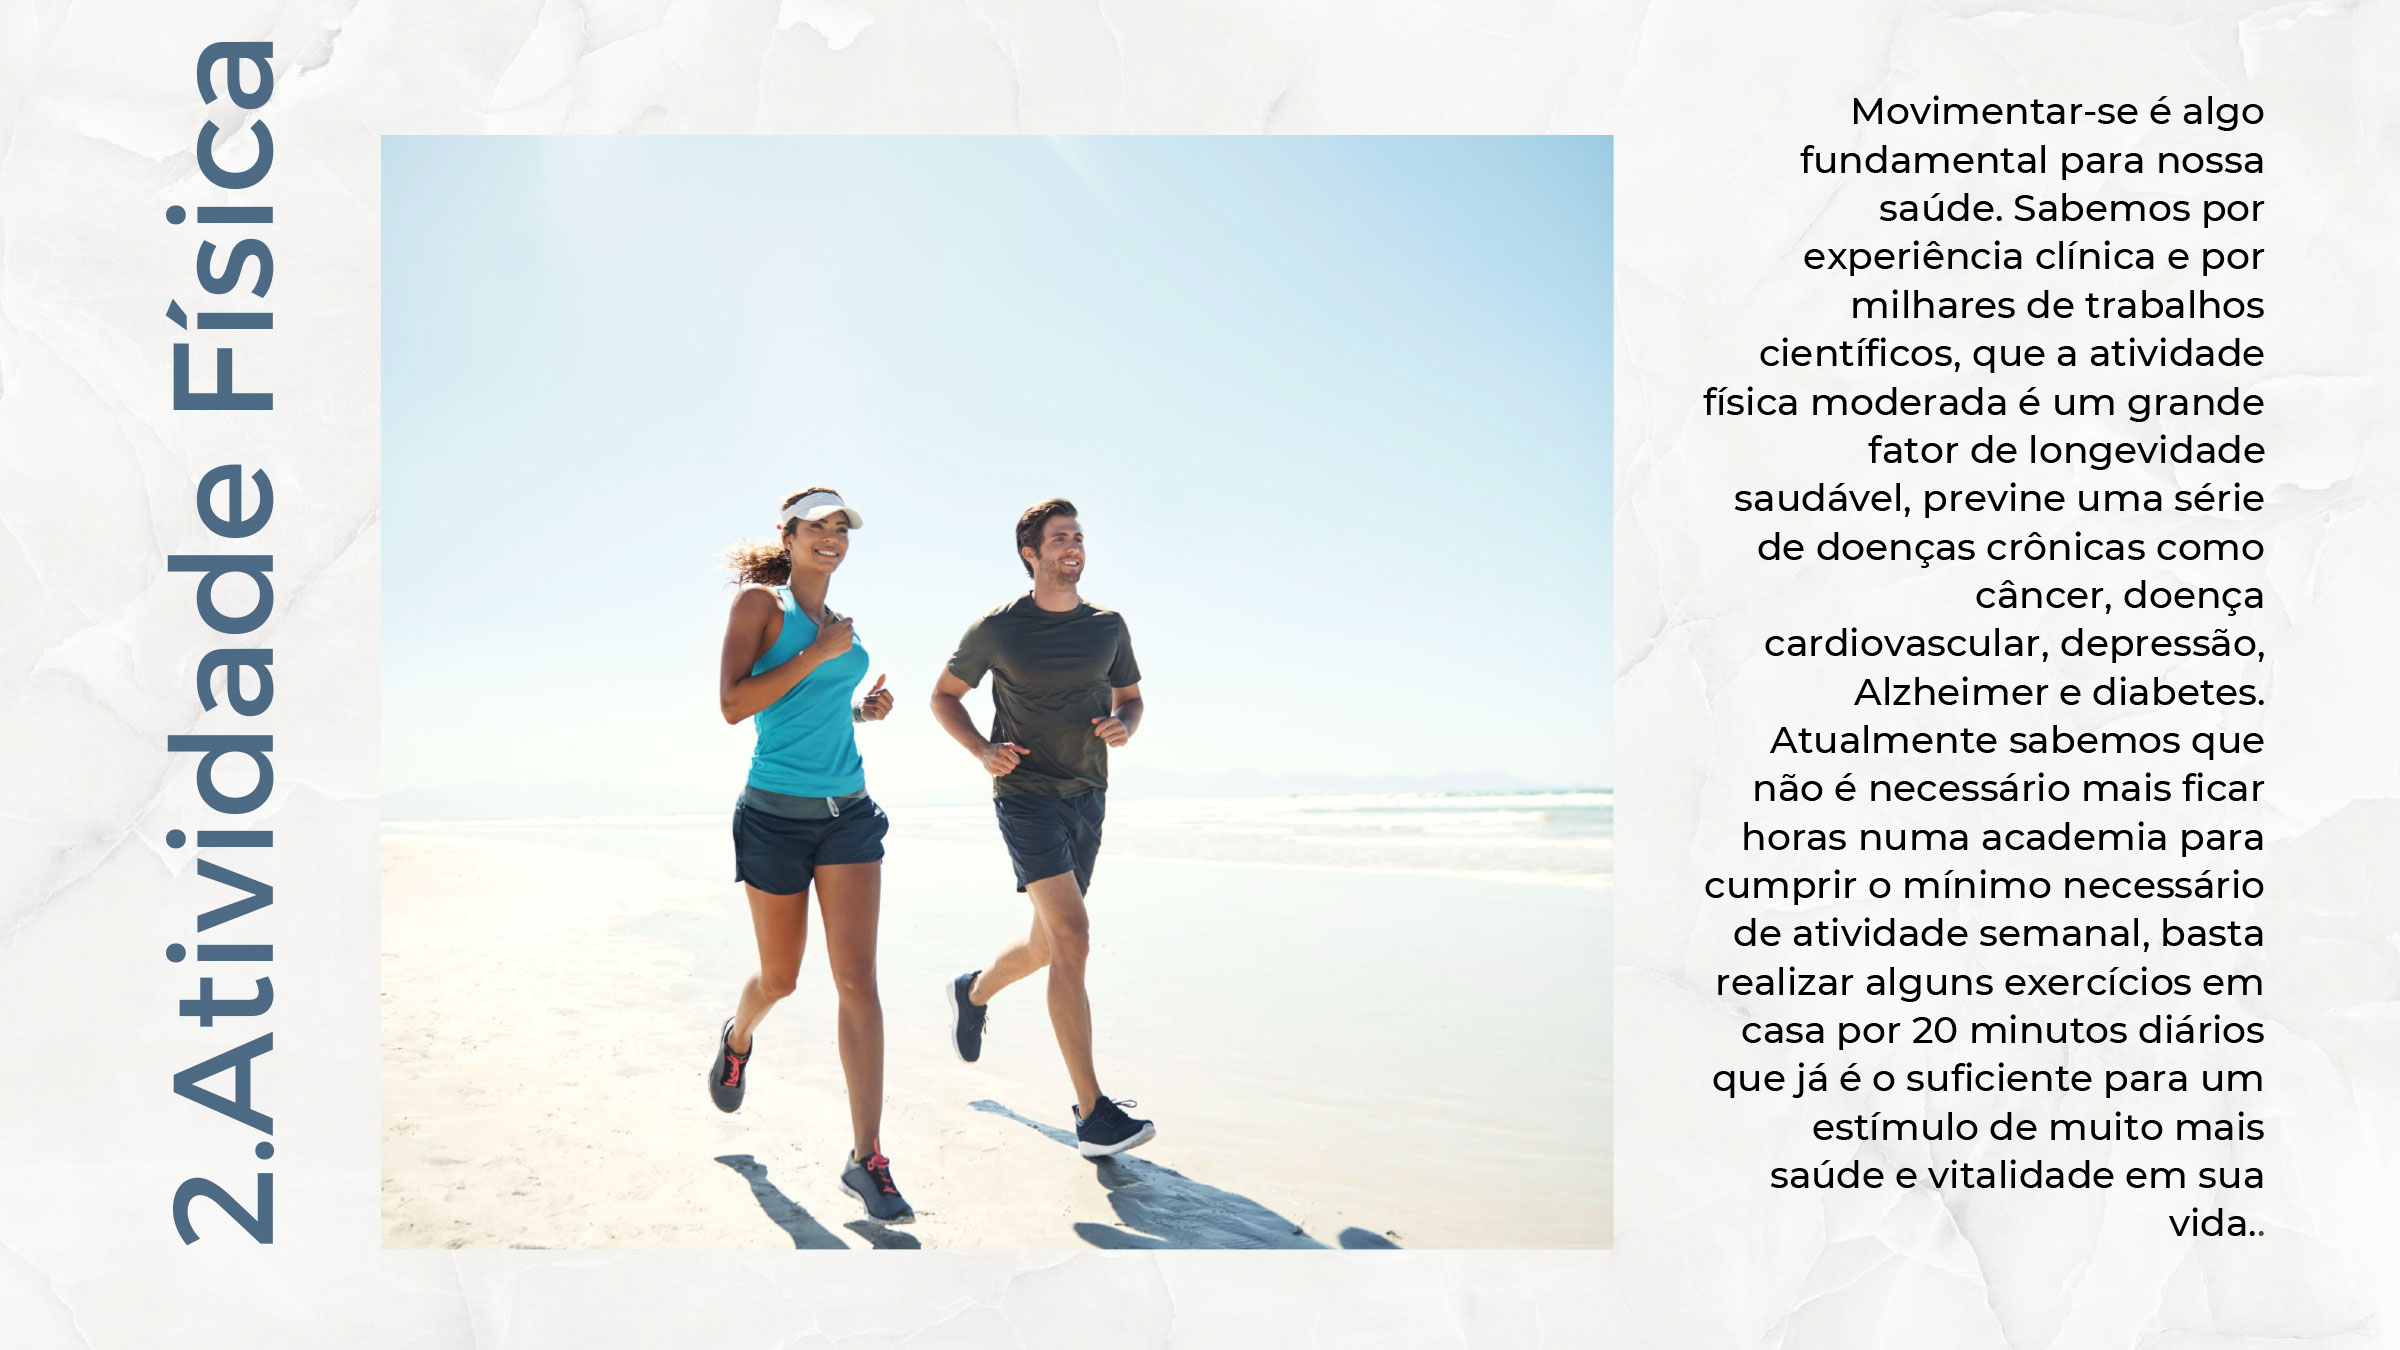 2.Atividade Física
Movimentar-se é algo
fundamental para nossa
saúde. Sabemos por
experiência clínica e por
milhares de trabalhos
científicos, que a atividade
física moderada é um grande
fator de longevidade
saudável, previne uma série
de doenças crônicas como
câncer, doença
cardiovascular, depressão,
Alzheimer e diabetes.
Atualmente sabemos que
não é necessário mais ficar
horas numa academia para
cumprir o mínimo necessário
de atividade semanal, basta
realizar alguns exercícios em
casa por 20 minutos diários
que já é o suficiente para um
estímulo de muito mais
saúde e vitalidade em sua
vida..